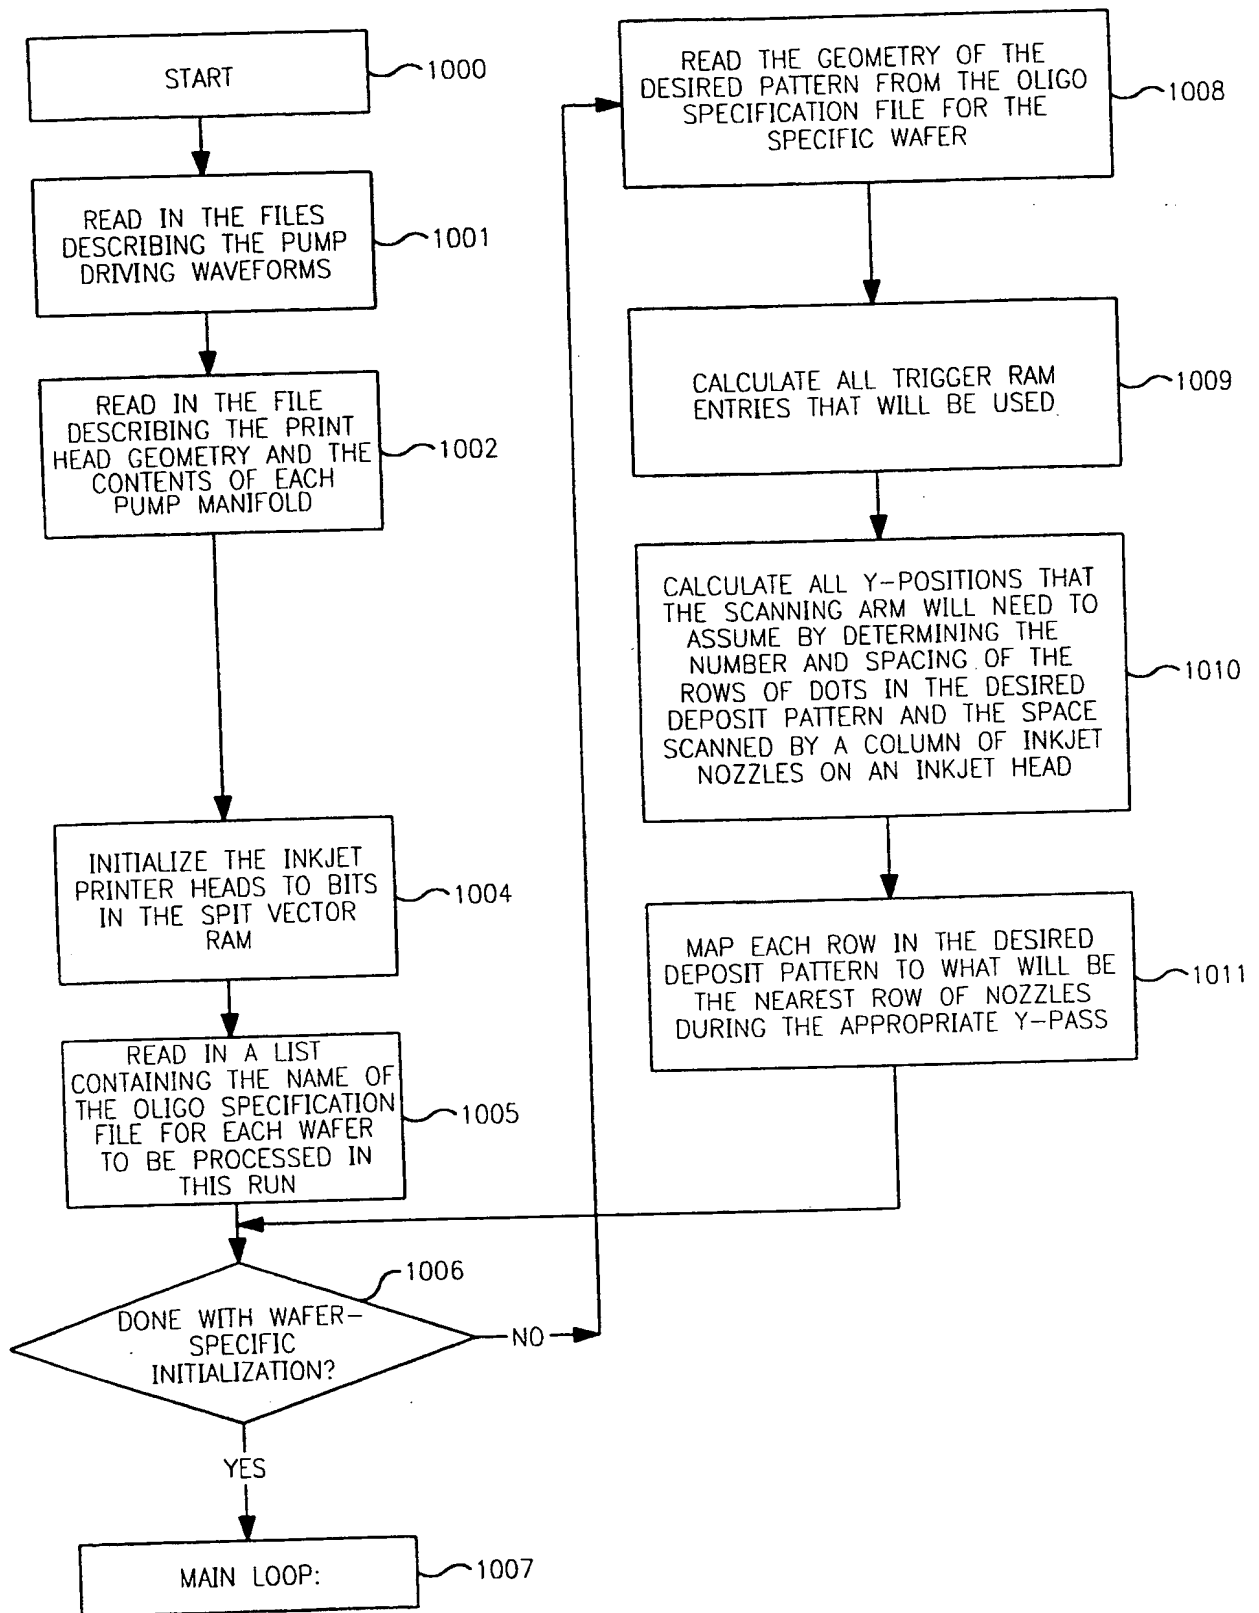 START
1000
READ IN THE FILES
DESCRIBING THE PUMP
DRIVING WAVEFORMS
1001
READ IN THE FILE
DESCRIBING THE PRINT
HEAD GEOMETRY AND THE
CONTENTS OF EACH
PUMP MANIFOLD
1002
INITIALIZE THE INKJET
PRINTER HEADS TO BITS
IN THE SPIT VECTOR
RAM
1004
READ IN A LIST
CONTAINING THE NAME OF
THE OLIGO SPECIFICATION
FILE FOR EACH WAFER
TO BE PROCESSED IN
THIS RUN
1005
1006
DONE WITH WAFER-
SPECIFIC
INITIALIZATION?
NO
YES
MAIN LOOP:
1007
READ THE GEOMETRY OF THE
DESIRED PATTERN FROM THE OLIGO
SPECIFICATION FILE FOR THE
SPECIFIC WAFER
1008
CALCULATE ALL TRIGGER RAM
ENTRIES THAT WILL BE USED.
1009
CALCULATE ALL Y-POSITIONS THAT
THE SCANNING ARM WILL NEED TO
ASSUME BY DETERMINING THE
NUMBER AND SPACING OF THE
ROWS OF DOTS IN THE DESIRED
DEPOSIT PATTERN AND THE SPACE
SCANNED BY A COLUMN OF INKJET
NOZZLES ON AN INKJET HEAD
1010
MAP EACH ROW IN THE DESIRED
DEPOSIT PATTERN TO WHAT WILL BE
THE NEAREST ROW OF NOZZLES
DURING THE APPROPRIATE Y-PASS
1011